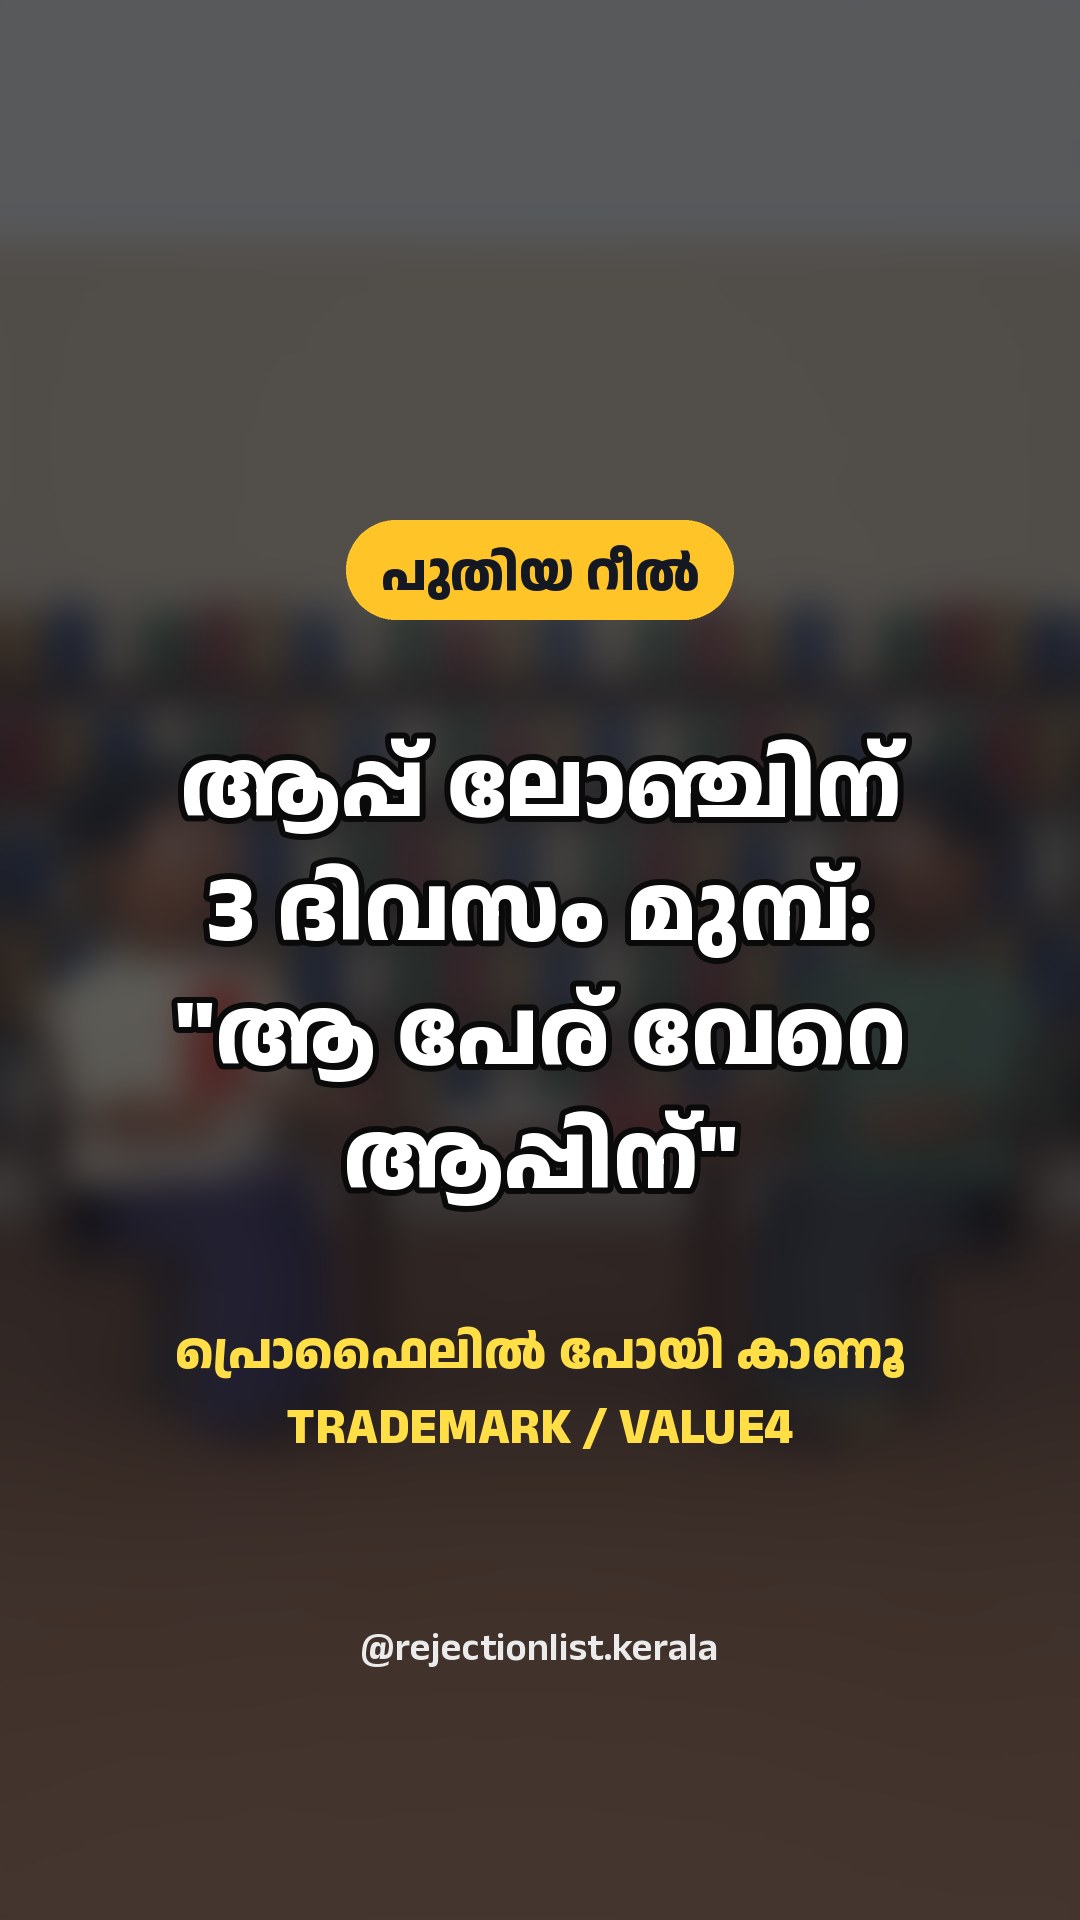 പുതിയ റീൽ
ആപ്പ് ലോഞ്ചിന്
3 ദിവസം മുമ്പ്:
"ആ പേര് വേറെ
ആപ്പിന്"
പ്രൊഫൈലിൽ പോയി കാണൂ
TRADEMARK / VALUE4
@rejectionlist.kerala